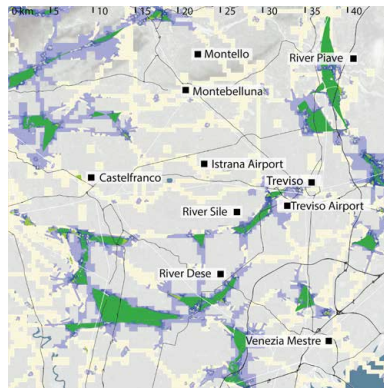 0 km 5 10 15 20 25 30 35 40
Montello
River Piave
Montebelluna
Istrana Airport
Castelfranco
Treviso
Treviso Airport
River Sile
River Dese
Venezia Mestre